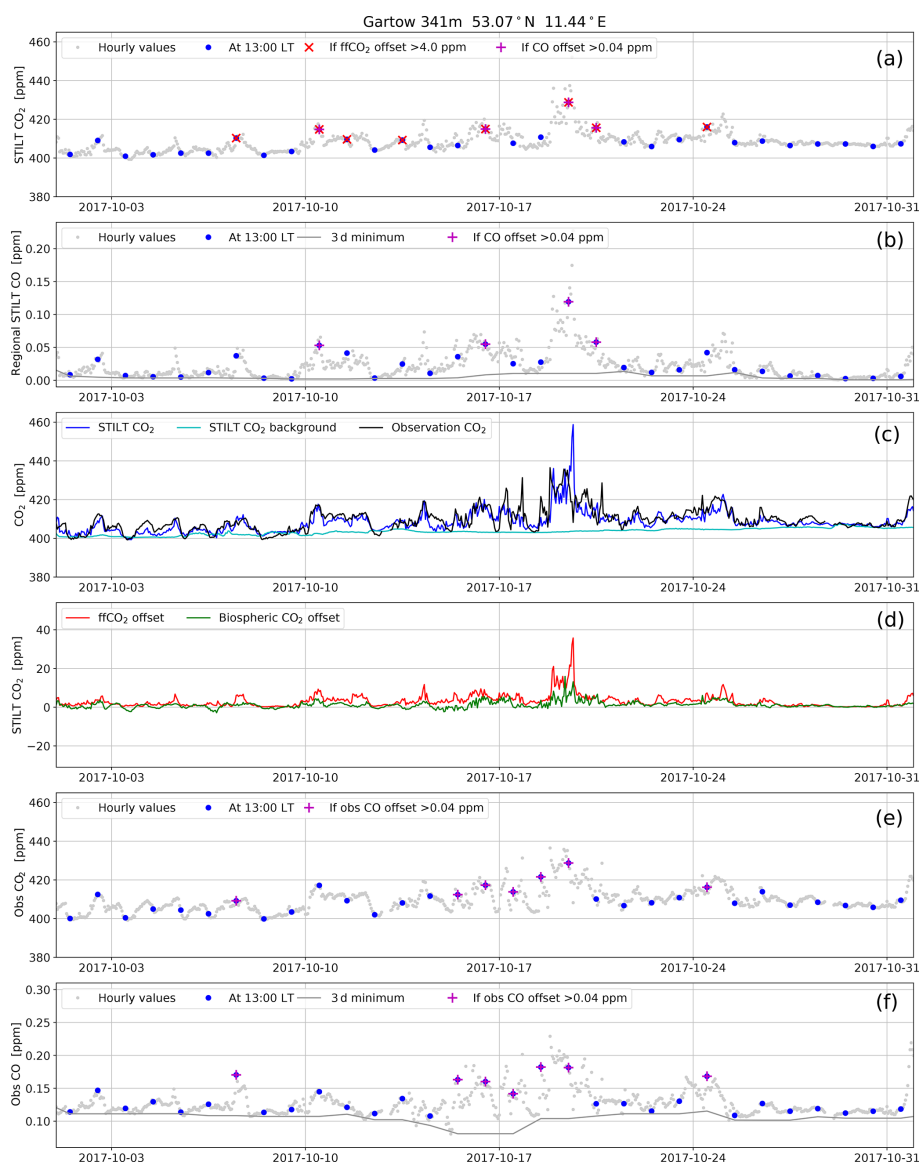 Gartow 341m 53.07°N 11.44°E
Hourly values At 13:00 LT If ffCO₂ offset >4.0 ppm If CO offset >0.04 ppm
(a)
STILT CO₂ [ppm]
460
440
420
400
380
2017-10-03 2017-10-10 2017-10-17 2017-10-24 2017-10-31
Hourly values At 13:00 LT 3 d minimum If CO offset >0.04 ppm
(b)
Regional STILT CO [ppm]
0.20
0.15
0.10
0.05
0.00
2017-10-03 2017-10-10 2017-10-17 2017-10-24 2017-10-31
STILT CO₂ STILT CO₂ background Observation CO₂
(c)
CO₂ [ppm]
460
440
420
400
380
2017-10-03 2017-10-10 2017-10-17 2017-10-24 2017-10-31
ffCO₂ offset Biospheric CO₂ offset
(d)
STILT CO₂ [ppm]
40
20
0
−20
2017-10-03 2017-10-10 2017-10-17 2017-10-24 2017-10-31
Hourly values At 13:00 LT If obs CO offset >0.04 ppm
(e)
Obs CO₂ [ppm]
460
440
420
400
380
2017-10-03 2017-10-10 2017-10-17 2017-10-24 2017-10-31
Hourly values At 13:00 LT 3 d minimum If obs CO offset >0.04 ppm
(f)
Obs CO [ppm]
0.30
0.25
0.20
0.15
0.10
2017-10-03 2017-10-10 2017-10-17 2017-10-24 2017-10-31